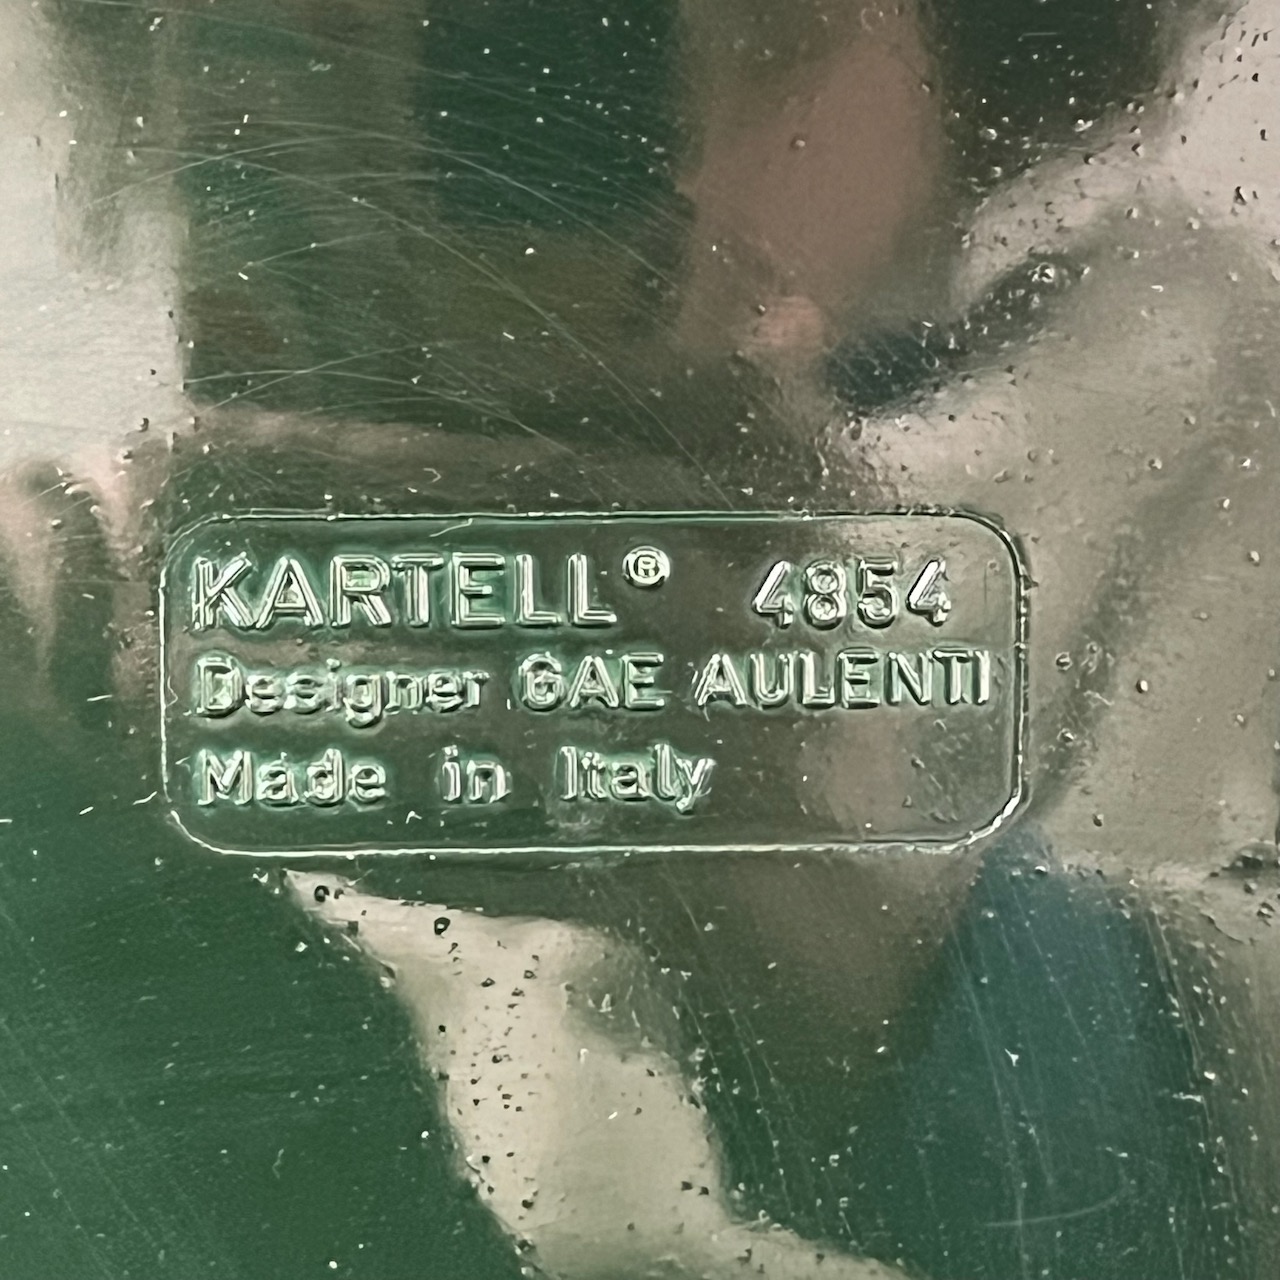 KARTELL® 4854
Designer GAE AULENTI
Made in Italy